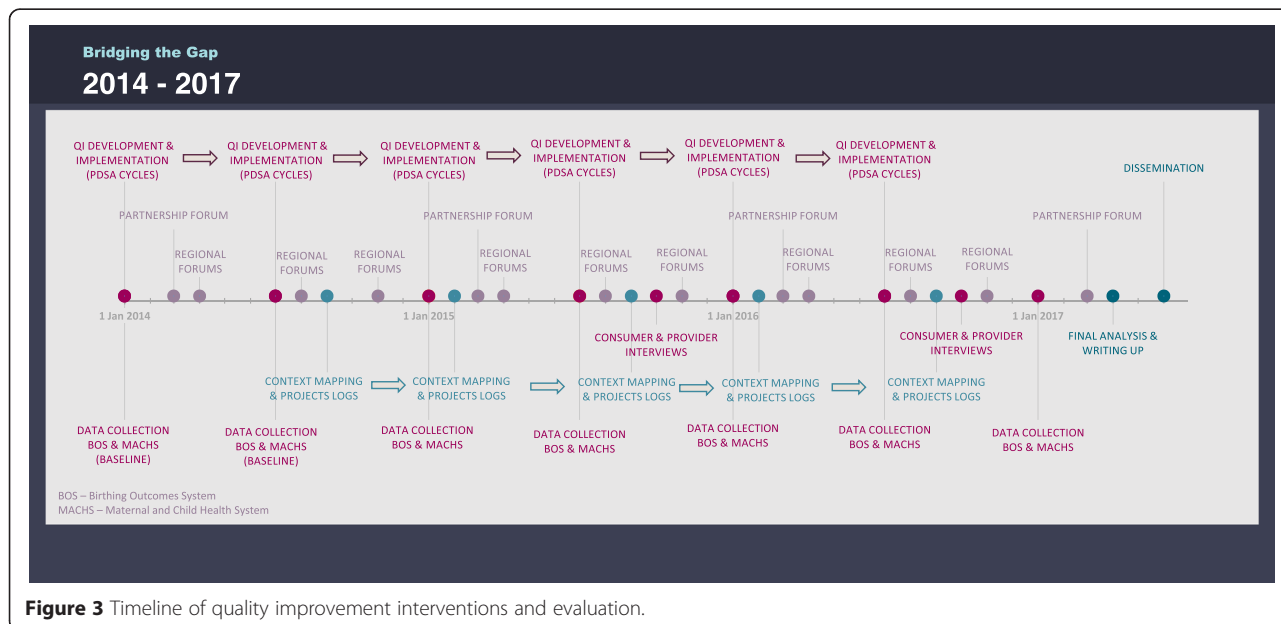 Bridging the Gap
2014 - 2017
QI DEVELOPMENT &
IMPLEMENTATION
(PDSA CYCLES)
QI DEVELOPMENT &
IMPLEMENTATION
(PDSA CYCLES)
QI DEVELOPMENT &
IMPLEMENTATION
(PDSA CYCLES)
QI DEVELOPMENT &
IMPLEMENTATION
(PDSA CYCLES)
QI DEVELOPMENT &
IMPLEMENTATION
(PDSA CYCLES)
QI DEVELOPMENT &
IMPLEMENTATION
(PDSA CYCLES)
DISSEMINATION
PARTNERSHIP FORUM
PARTNERSHIP FORUM
PARTNERSHIP FORUM
PARTNERSHIP FORUM
REGIONAL
FORUMS
REGIONAL
FORUMS
REGIONAL
FORUMS
REGIONAL
FORUMS
REGIONAL
FORUMS
REGIONAL
FORUMS
REGIONAL
FORUMS
REGIONAL
FORUMS
REGIONAL
FORUMS
1 Jan 2014
1 Jan 2015
1 Jan 2016
1 Jan 2017
CONSUMER & PROVIDER
INTERVIEWS
CONSUMER & PROVIDER
INTERVIEWS
FINAL ANALYSIS &
WRITING UP
CONTEXT MAPPING
& PROJECTS LOGS
CONTEXT MAPPING
& PROJECTS LOGS
CONTEXT MAPPING
& PROJECTS LOGS
CONTEXT MAPPING
& PROJECTS LOGS
CONTEXT MAPPING
& PROJECTS LOGS
DATA COLLECTION
BOS & MACHS
(BASELINE)
DATA COLLECTION
BOS & MACHS
(BASELINE)
DATA COLLECTION
BOS & MACHS
DATA COLLECTION
BOS & MACHS
DATA COLLECTION
BOS & MACHS
DATA COLLECTION
BOS & MACHS
DATA COLLECTION
BOS & MACHS
BOS – Birthing Outcomes System
MACHS – Maternal and Child Health System
Figure 3 Timeline of quality improvement interventions and evaluation.